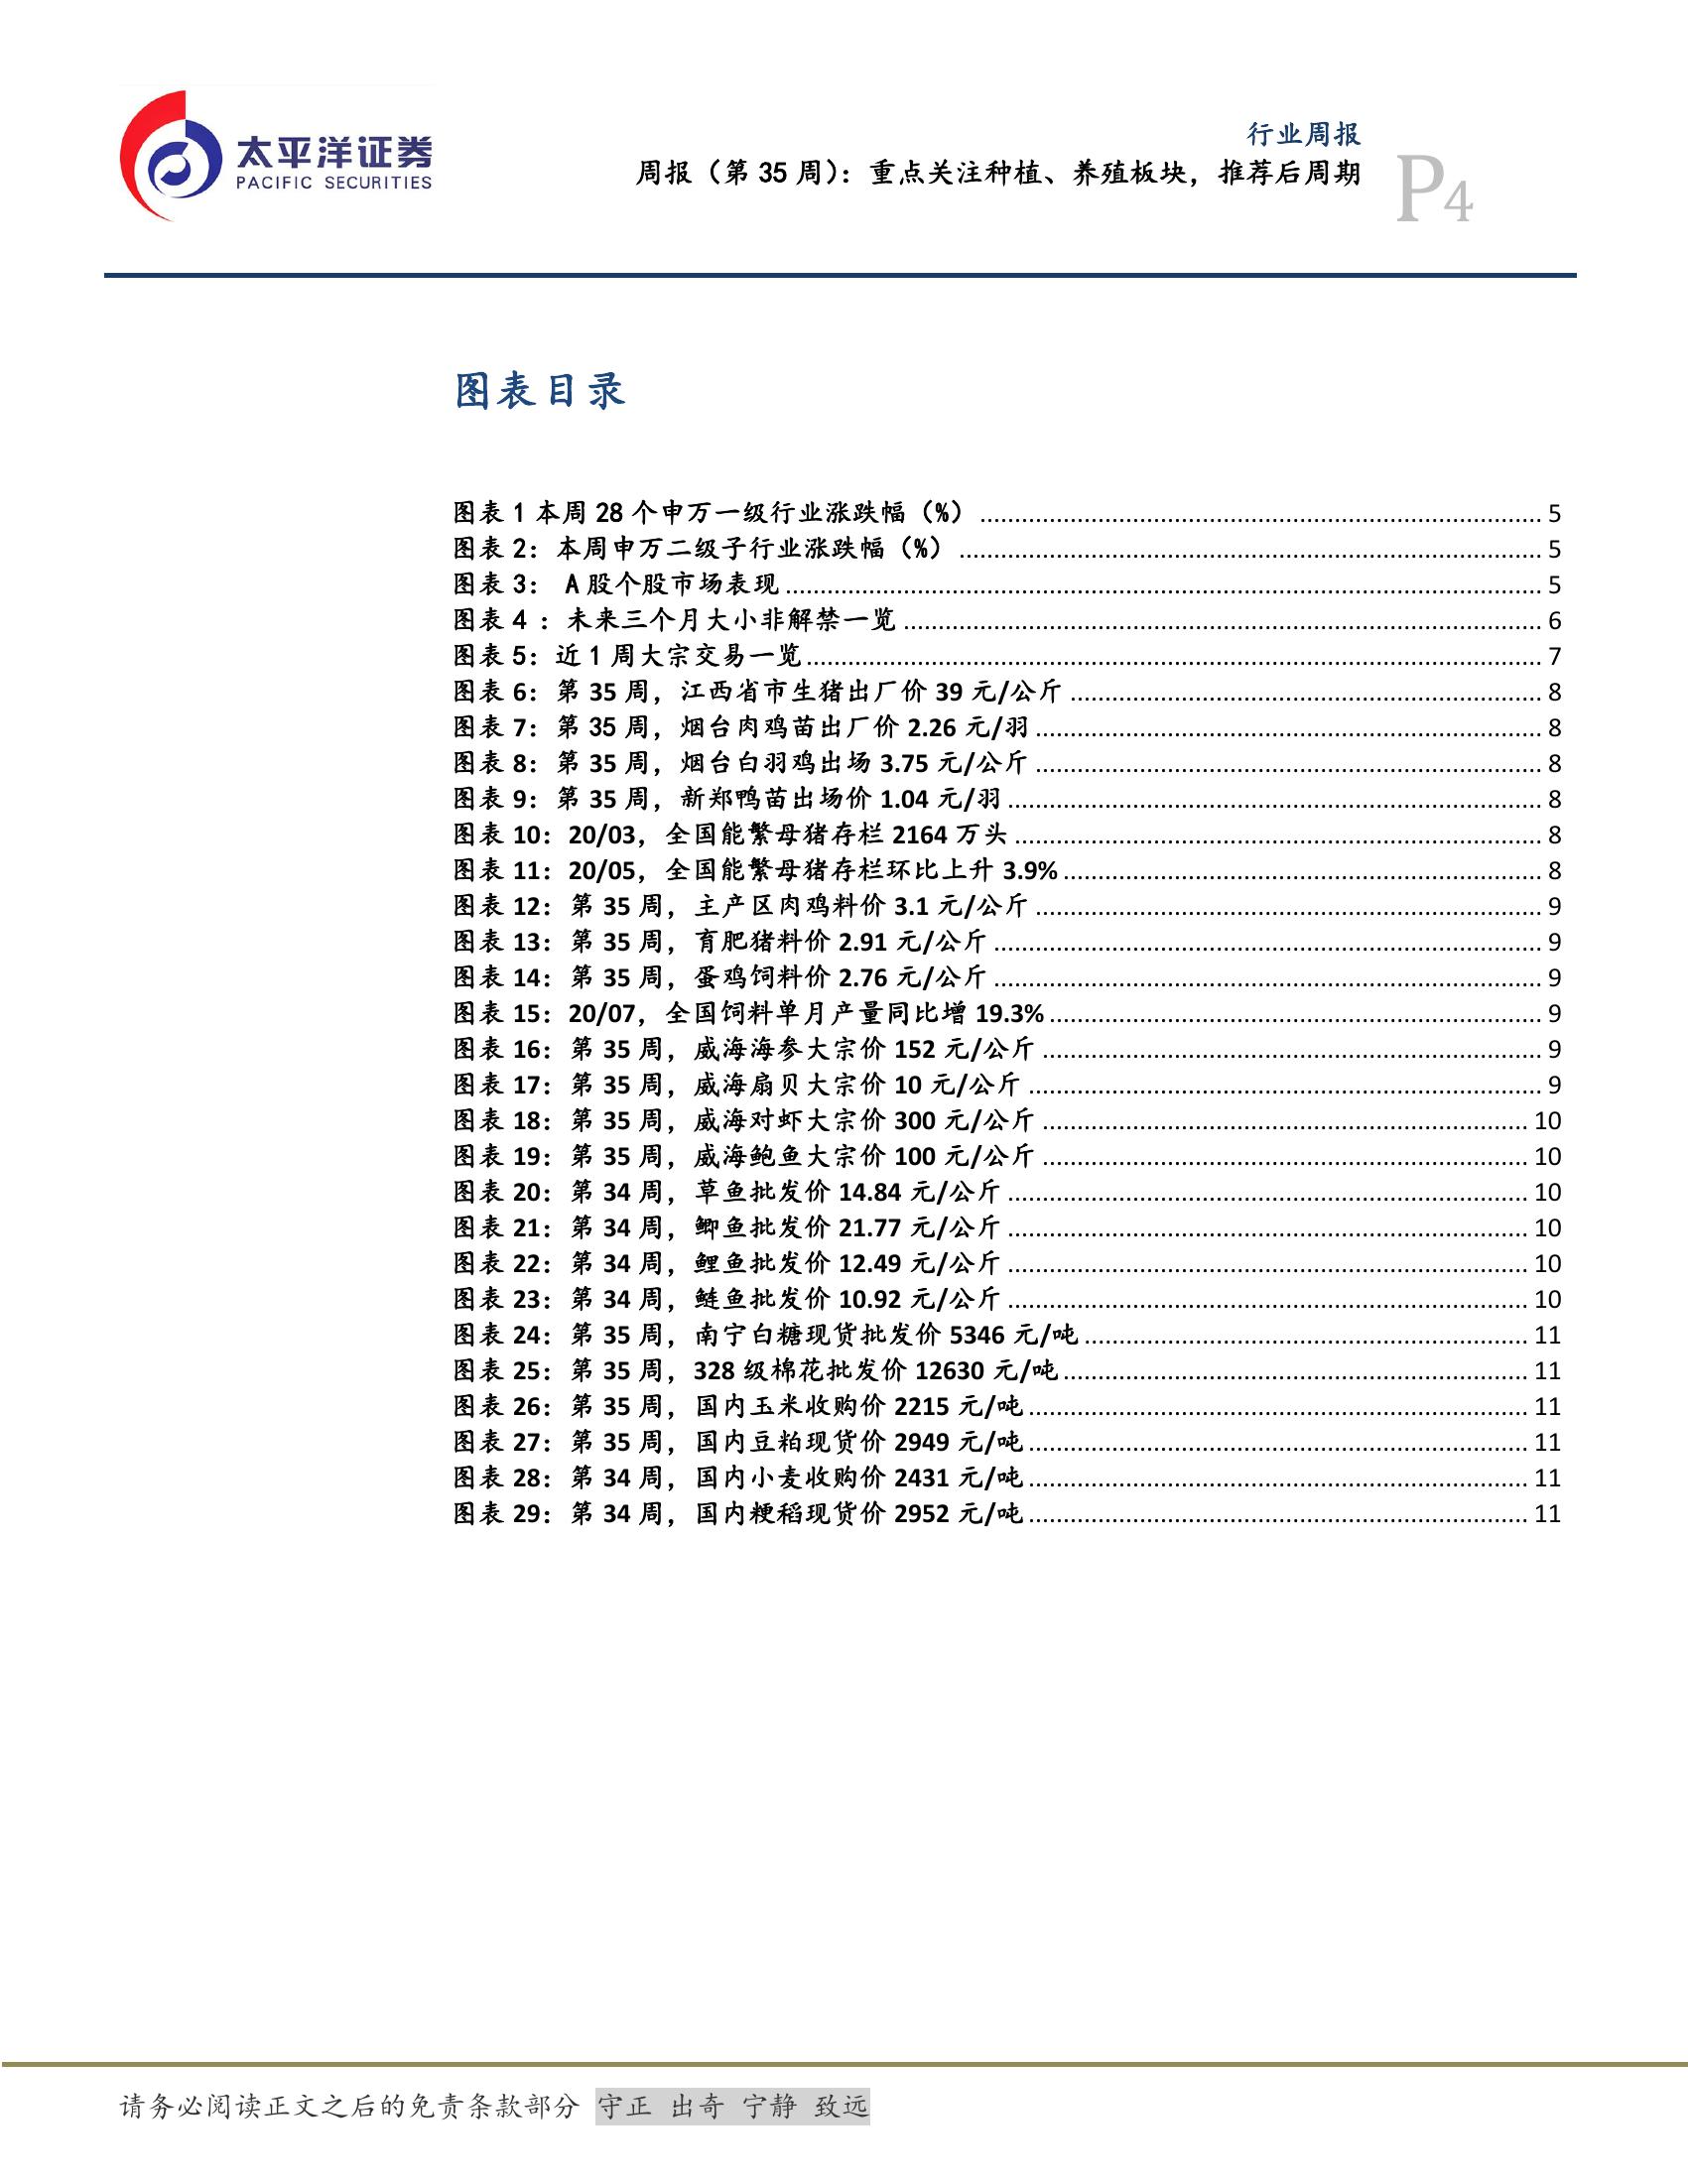 太平洋证券
PACIFIC SECURITIES
行业周报
周报（第 35 周）：重点关注种植、养殖板块，推荐后周期
P4
图表目录
图表 1 本周 28 个申万一级行业涨跌幅（%） 5
图表 2：本周申万二级子行业涨跌幅（%） 5
图表 3： A 股个股市场表现 5
图表 4 ：未来三个月大小非解禁一览 6
图表 5：近 1 周大宗交易一览 7
图表 6：第 35 周，江西省市生猪出厂价 39 元/公斤 8
图表 7：第 35 周，烟台肉鸡苗出厂价 2.26 元/羽 8
图表 8：第 35 周，烟台白羽鸡出场 3.75 元/公斤 8
图表 9：第 35 周，新郑鸭苗出场价 1.04 元/羽 8
图表 10：20/03，全国能繁母猪存栏 2164 万头 8
图表 11：20/05，全国能繁母猪存栏环比上升 3.9% 8
图表 12：第 35 周，主产区肉鸡料价 3.1 元/公斤 9
图表 13：第 35 周，育肥猪料价 2.91 元/公斤 9
图表 14：第 35 周，蛋鸡饲料价 2.76 元/公斤 9
图表 15：20/07，全国饲料单月产量同比增 19.3% 9
图表 16：第 35 周，威海海参大宗价 152 元/公斤 9
图表 17：第 35 周，威海扇贝大宗价 10 元/公斤 9
图表 18：第 35 周，威海对虾大宗价 300 元/公斤 10
图表 19：第 35 周，威海鲍鱼大宗价 100 元/公斤 10
图表 20：第 34 周，草鱼批发价 14.84 元/公斤 10
图表 21：第 34 周，鲫鱼批发价 21.77 元/公斤 10
图表 22：第 34 周，鲤鱼批发价 12.49 元/公斤 10
图表 23：第 34 周，鲢鱼批发价 10.92 元/公斤 10
图表 24：第 35 周，南宁白糖现货批发价 5346 元/吨 11
图表 25：第 35 周，328 级棉花批发价 12630 元/吨 11
图表 26：第 35 周，国内玉米收购价 2215 元/吨 11
图表 27：第 35 周，国内豆粕现货价 2949 元/吨 11
图表 28：第 34 周，国内小麦收购价 2431 元/吨 11
图表 29：第 34 周，国内粳稻现货价 2952 元/吨 11
请务必阅读正文之后的免责条款部分 守正 出奇 宁静 致远